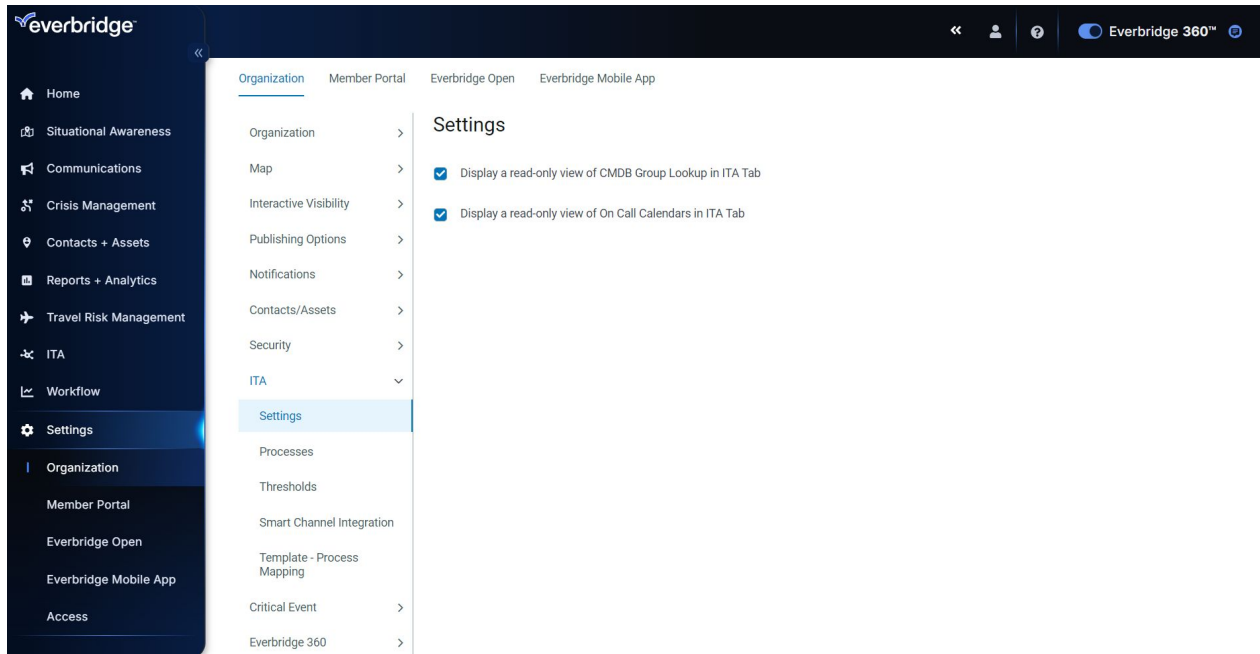 everbridge™
Everbridge 360™
Home
Situational Awareness
Communications
Crisis Management
Contacts + Assets
Reports + Analytics
Travel Risk Management
ITA
Workflow
Settings
Organization
Member Portal
Everbridge Open
Everbridge Mobile App
Access
Organization Member Portal Everbridge Open Everbridge Mobile App
Organization
Map
Interactive Visibility
Publishing Options
Notifications
Contacts/Assets
Security
ITA
Settings
Processes
Thresholds
Smart Channel Integration
Template - Process
Mapping
Critical Event
Everbridge 360
Settings
Display a read-only view of CMDB Group Lookup in ITA Tab
Display a read-only view of On Call Calendars in ITA Tab